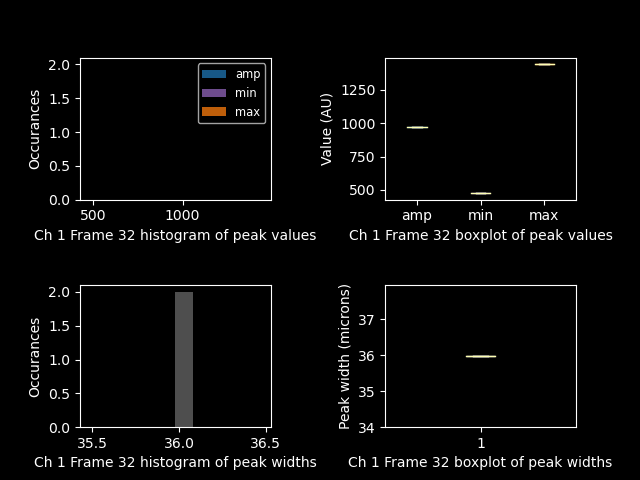 2.0
1.5
1.0
0.5
0.0
Occurances
500
1000
amp
min
max
Ch 1 Frame 32 histogram of peak values
1250
1000
750
500
Value (AU)
amp
min
max
Ch 1 Frame 32 boxplot of peak values
2.0
1.5
1.0
0.5
0.0
Occurances
35.5
36.0
36.5
Ch 1 Frame 32 histogram of peak widths
37
36
35
34
Peak width (microns)
1
Ch 1 Frame 32 boxplot of peak widths